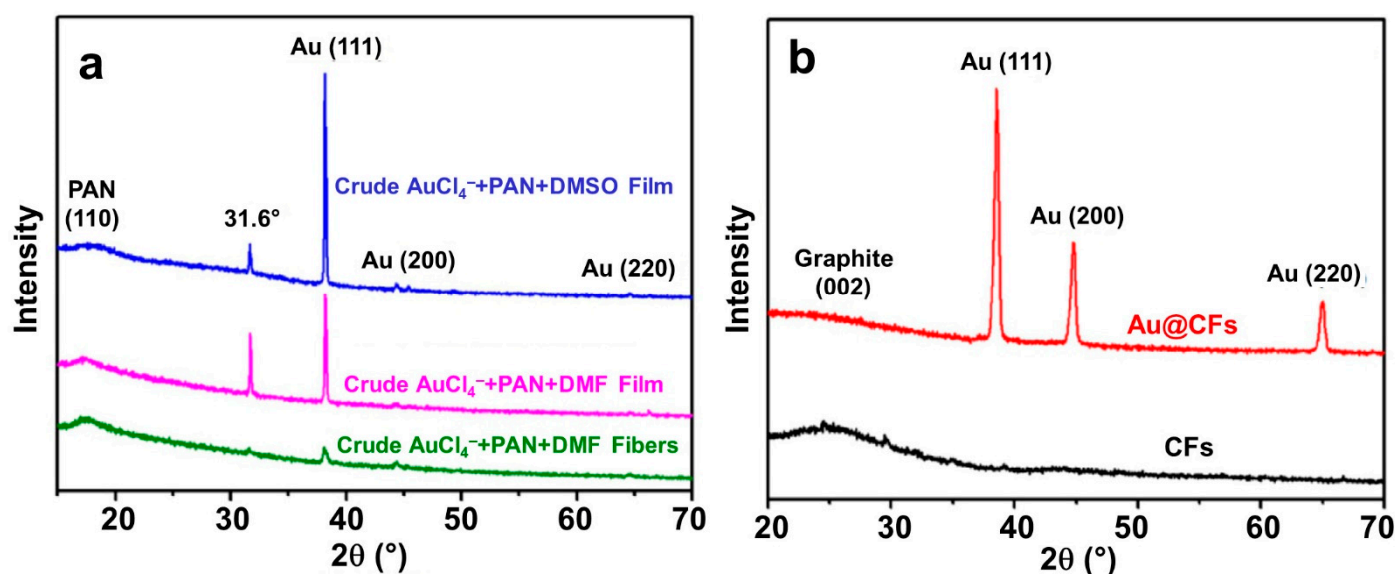 a
Au (111)
Crude AuCl₄⁻+PAN+DMSO Film
PAN
(110)
31.6°
Au (200)
Au (220)
Crude AuCl₄⁻+PAN+DMF Film
Crude AuCl₄⁻+PAN+DMF Fibers
Intensity
20 30 40 50 60 70
2θ (°)
b
Au (111)
Au (200)
Graphite
(002)
Au (220)
Au@CFs
CFs
Intensity
20 30 40 50 60 70
2θ (°)